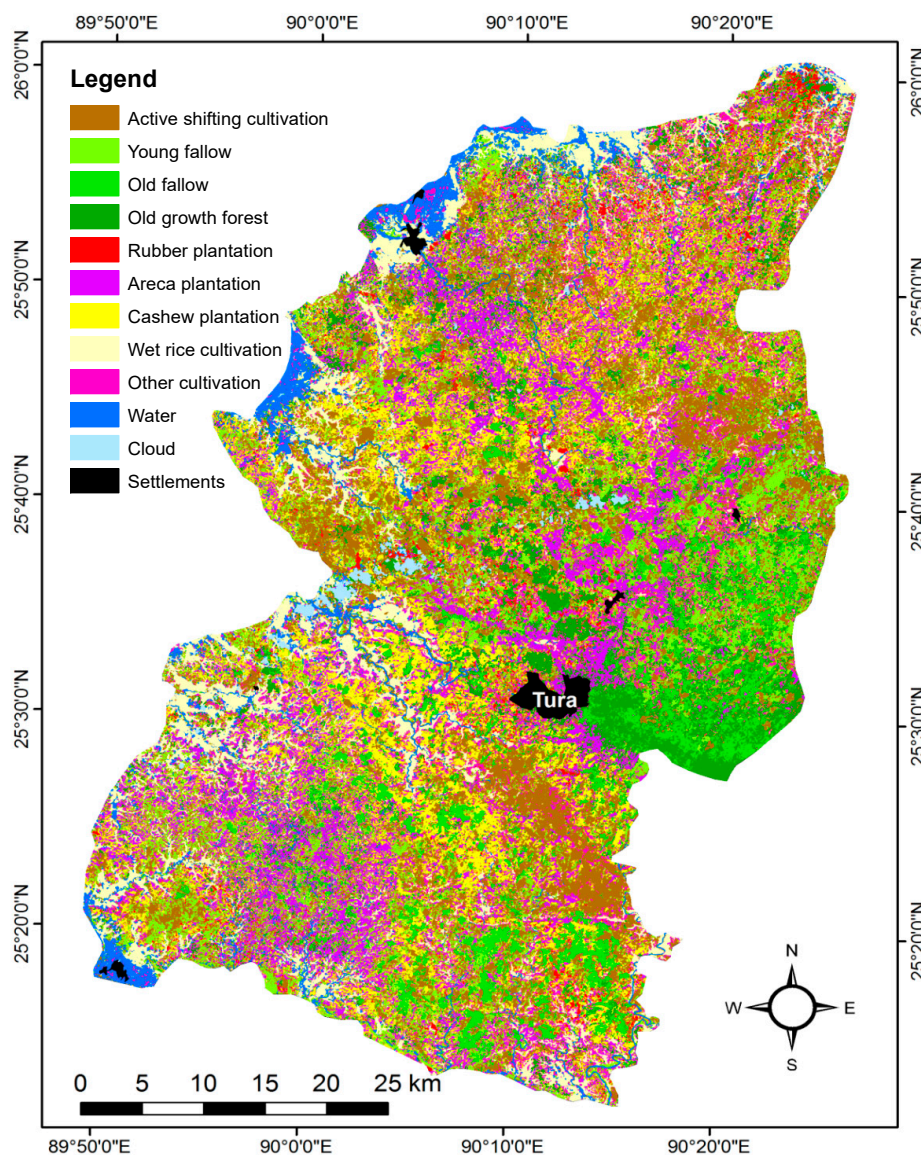 89°50'0"E 90°0'0"E 90°10'0"E 90°20'0"E
26°0'0"N
26°0'0"N
Legend
Active shifting cultivation
Young fallow
Old fallow
Old growth forest
Rubber plantation
Areca plantation
Cashew plantation
Wet rice cultivation
Other cultivation
Water
Cloud
Settlements
25°50'0"N
25°50'0"N
25°40'0"N
25°40'0"N
25°30'0"N
25°30'0"N
Tura
25°20'0"N
25°20'0"N
N
W E
S
0 5 10 15 20 25 km
89°50'0"E 90°0'0"E 90°10'0"E 90°20'0"E